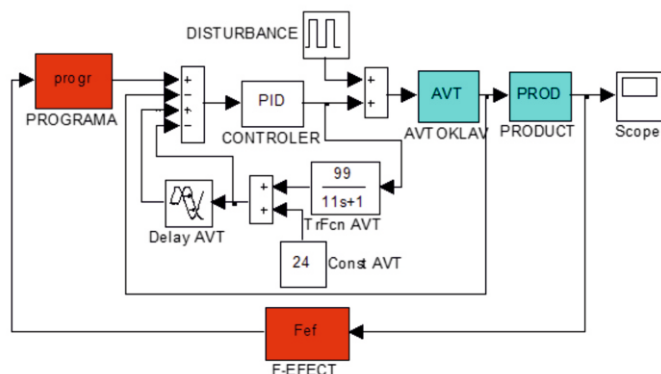 DISTURBANCE
progr
PROGRAMA
+
−
+
−
PID
CONTROLER
+
+
AVT
AVTOKLAV
PROD
PRODUCT
Scope
Delay AVT
+
+
99
11s+1
TrFcn AVT
24
Const AVT
Fef
F-EFFECT